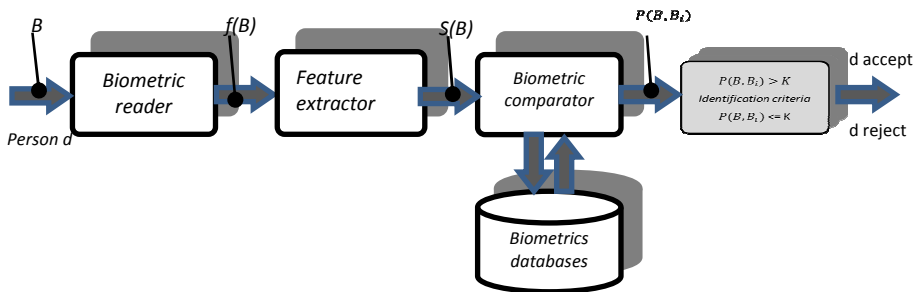 B
f(B)
S(B)
P(B, B_i)
Biometric
reader
Feature
extractor
Biometric
comparator
P(B, B_i) > K
Identification criteria
P(B, B_i) <= K
d accept
d reject
Person d
Biometrics
databases